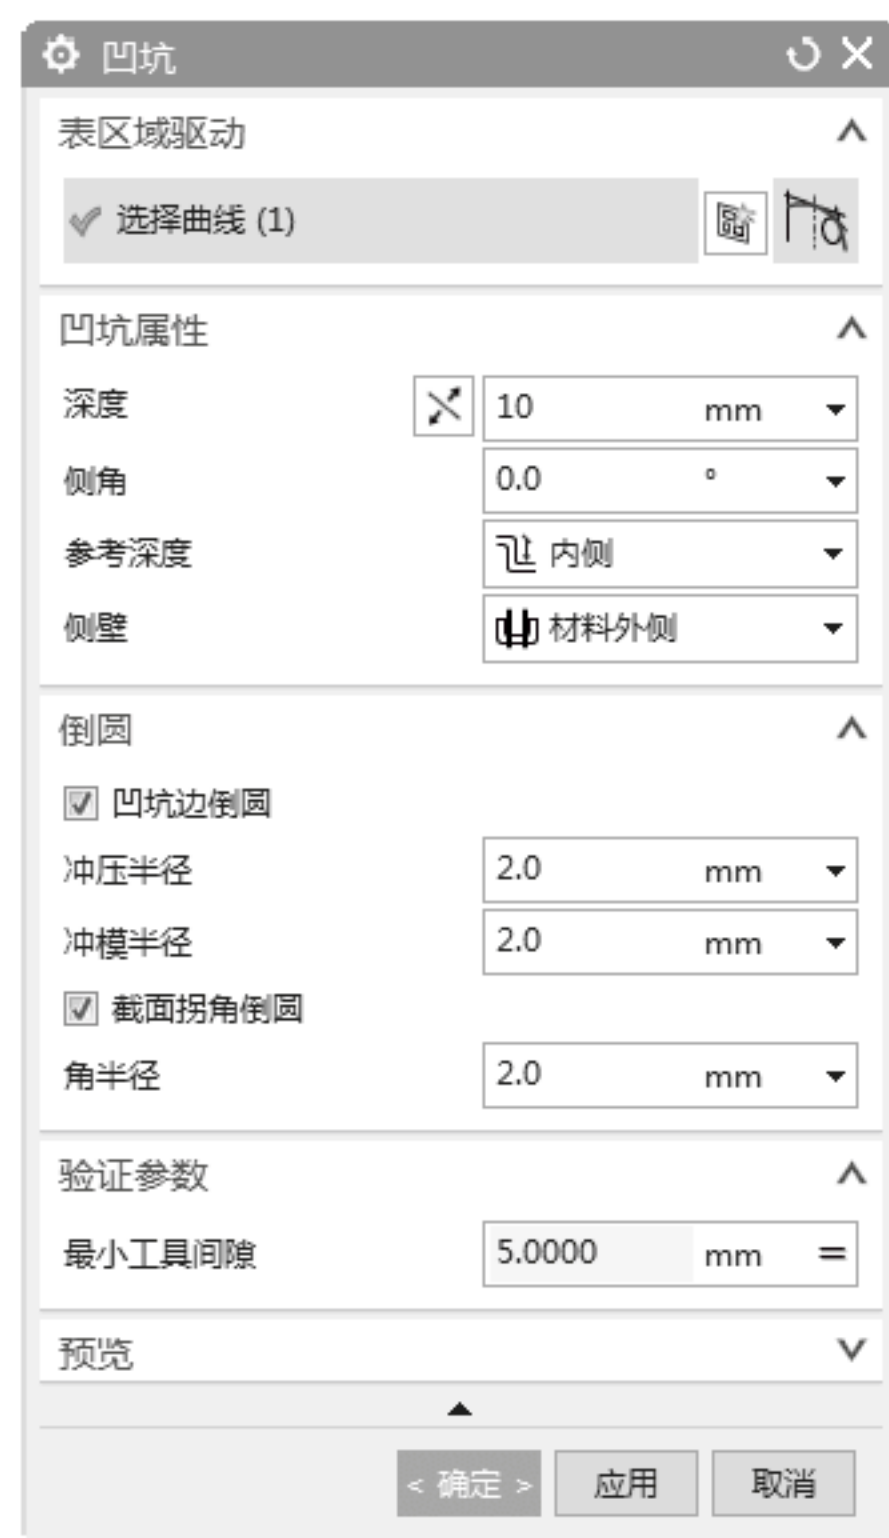 凹坑
表区域驱动
选择曲线 (1)
凹坑属性
深度 10 mm
侧角 0.0 °
参考深度 内侧
侧壁 材料外侧
倒圆
凹坑边倒圆
冲压半径 2.0 mm
冲模半径 2.0 mm
截面拐角倒圆
角半径 2.0 mm
验证参数
最小工具间隙 5.0000 mm =
预览
< 确定 > 应用 取消